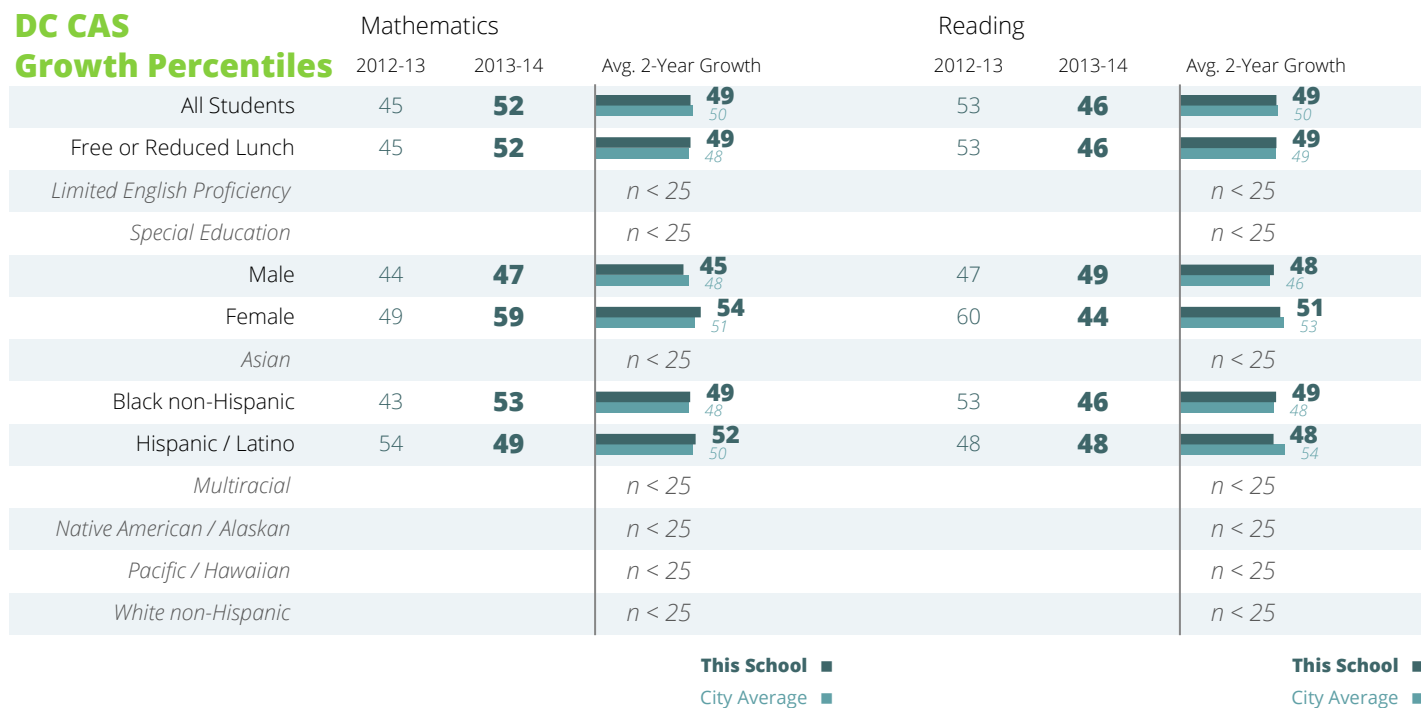 DC CAS
Growth Percentiles
Mathematics Reading
2012-13 2013-14 Avg. 2-Year Growth 2012-13 2013-14 Avg. 2-Year Growth
All Students 45 52 49 50 53 46 49 50
Free or Reduced Lunch 45 52 49 48 53 46 49 49
Limited English Proficiency n < 25 n < 25
Special Education n < 25 n < 25
Male 44 47 45 48 47 49 48 46
Female 49 59 54 51 60 44 51 53
Asian n < 25 n < 25
Black non-Hispanic 43 53 49 48 53 46 49 48
Hispanic / Latino 54 49 52 50 48 48 48 54
Multiracial n < 25 n < 25
Native American / Alaskan n < 25 n < 25
Pacific / Hawaiian n < 25 n < 25
White non-Hispanic n < 25 n < 25
This School This School
City Average City Average